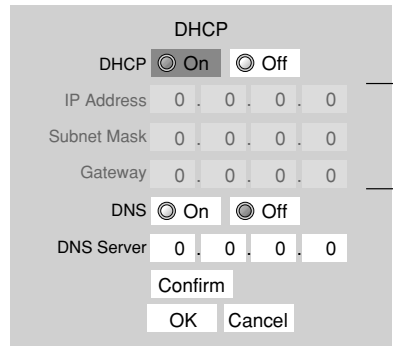 DHCP
DHCP On Off
IP Address 0 . 0 . 0 . 0
Subnet Mask 0 . 0 . 0 . 0
Gateway 0 . 0 . 0 . 0
DNS On Off
DNS Server 0 . 0 . 0 . 0
Confirm
OK Cancel